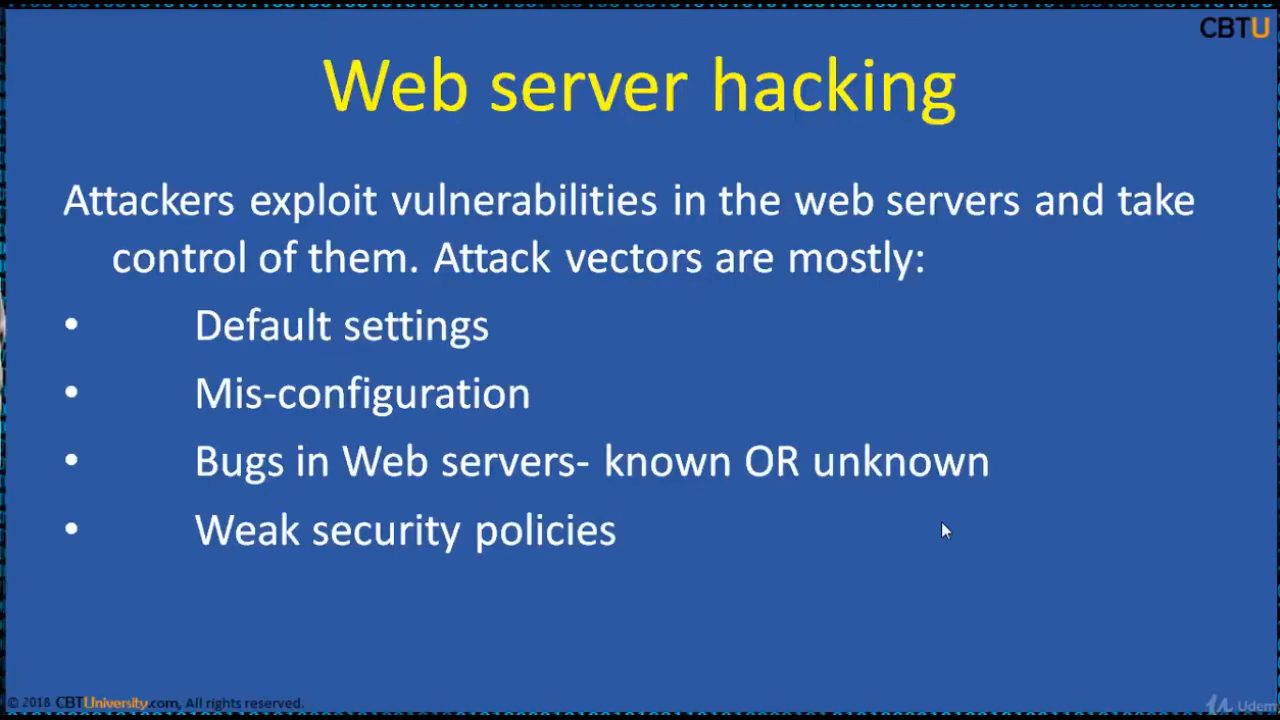 CBTU
Web server hacking
Attackers exploit vulnerabilities in the web servers and take
control of them. Attack vectors are mostly:
• Default settings
• Mis-configuration
• Bugs in Web servers- known OR unknown
• Weak security policies
© 2018 CBTUniversity.com, All rights reserved.